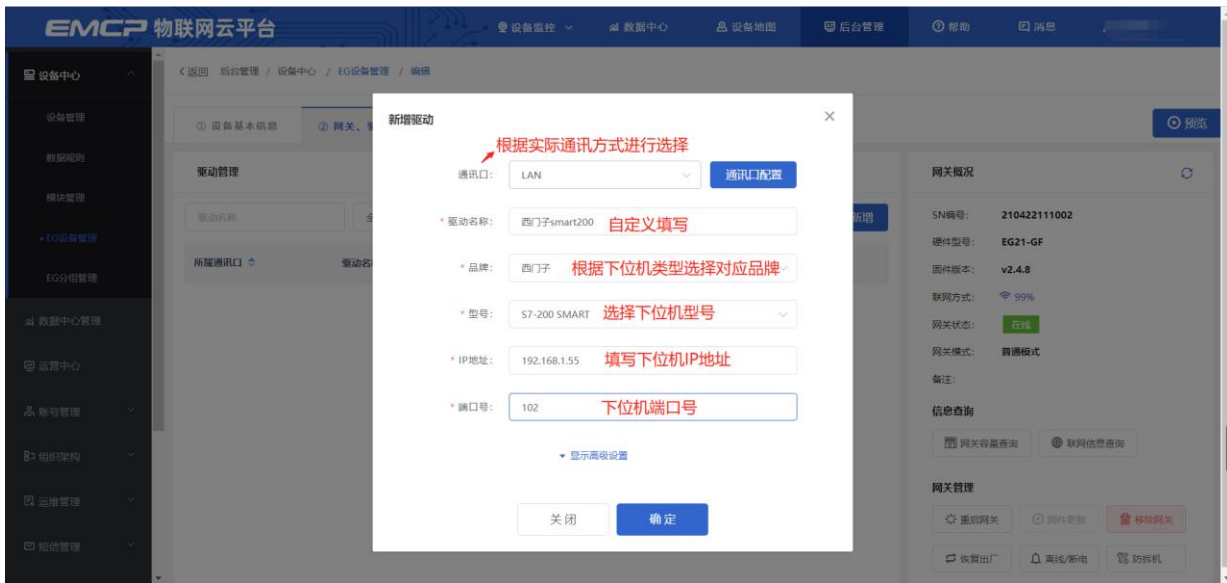 EMCP 物联网云平台
设备监控 数据中心 设备地图 后台管理 帮助 消息
设备中心
设备管理
数据规则
模块管理
EG设备管理
EG分组管理
数据中心管理
运营中心
账号管理
组织架构
运维管理
短信管理
返回 后台管理 / 设备中心 / EG设备管理 / 编辑
① 设备基本信息 ② 网关、
预览
驱动管理
驱动名称 新增
所属通讯口
新增驱动
根据实际通讯方式进行选择
通讯口: LAN 通讯口配置
* 驱动名称: 西门子smart200 自定义填写
* 品牌: 西门子 根据下位机类型选择对应品牌
* 型号: S7-200 SMART 选择下位机型号
* IP地址: 192.168.1.55 填写下位机IP地址
* 端口号: 102 下位机端口号
显示高级设置
关闭 确定
网关概况
SN编号: 210422111002
硬件型号: EG21-GF
固件版本: v2.4.8
联网方式: 99%
网关状态: 在线
网关模式: 普通模式
备注:
信息查询
网关容量查询 联网信息查询
网关管理
重启网关 固件更新 移除网关
恢复出厂 离线/断电 防拆机